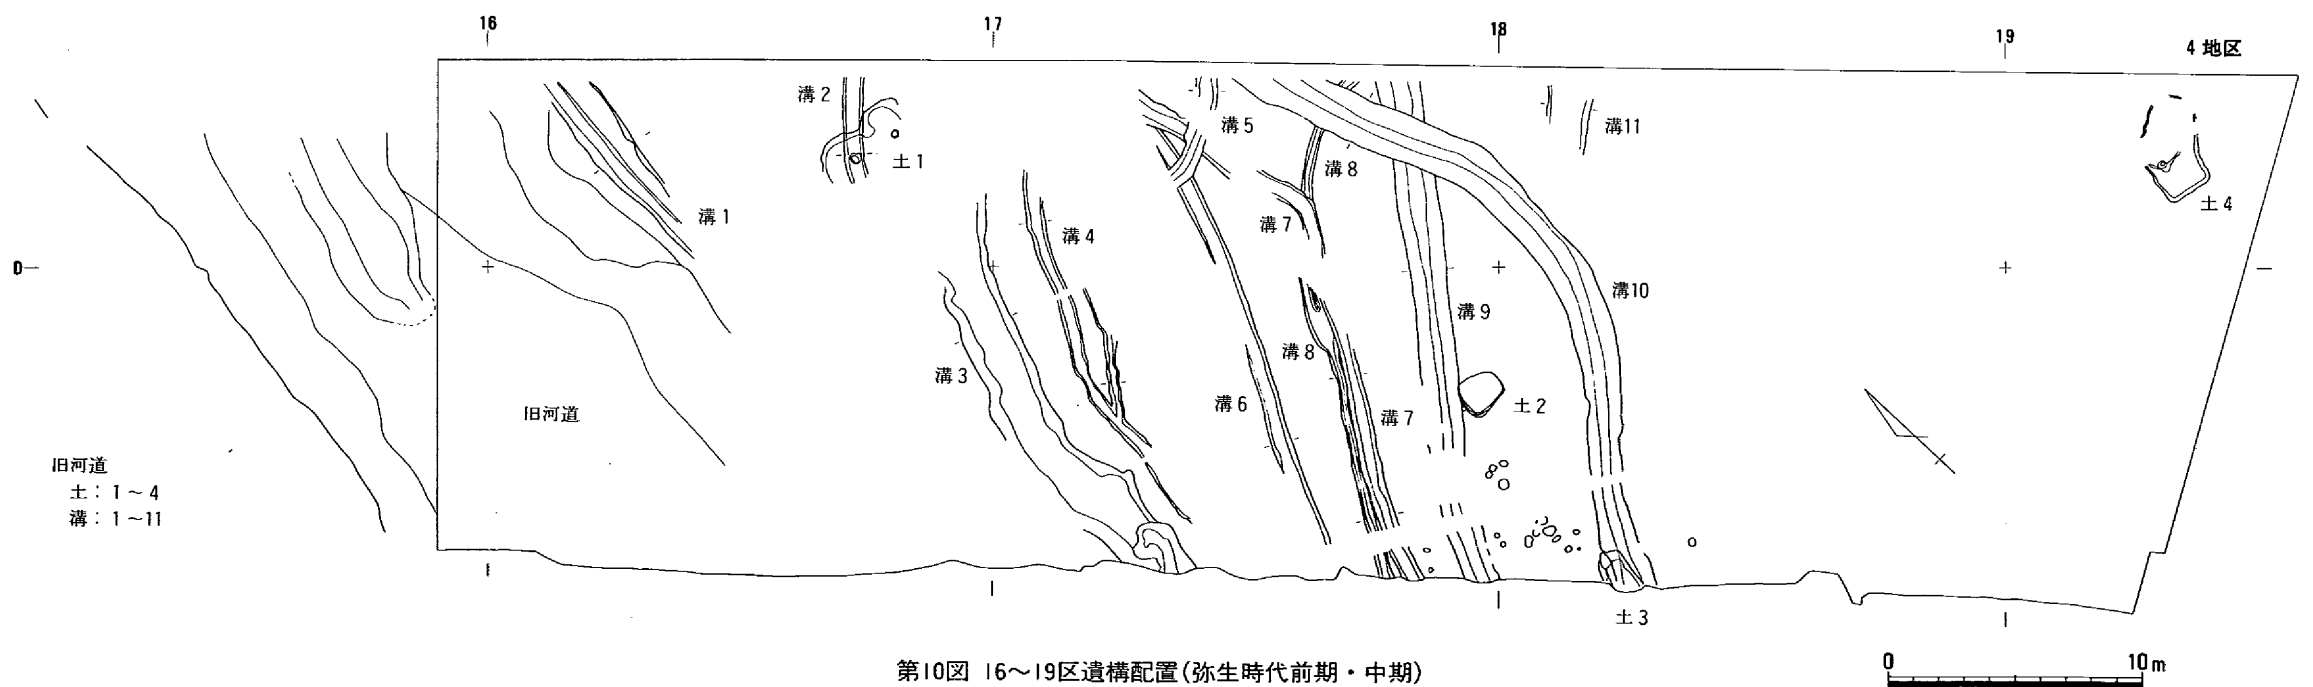 16
17
18
19
4 地区
溝2
土1
溝1
溝5
溝8
溝7
溝11
溝4
土4
D
溝10
溝9
溝3
溝8
溝6
溝7
土2
旧河道
旧河道
土：1～4
溝：1～11
土3
第10図 16～19区遺構配置(弥生時代前期・中期)
0 10m